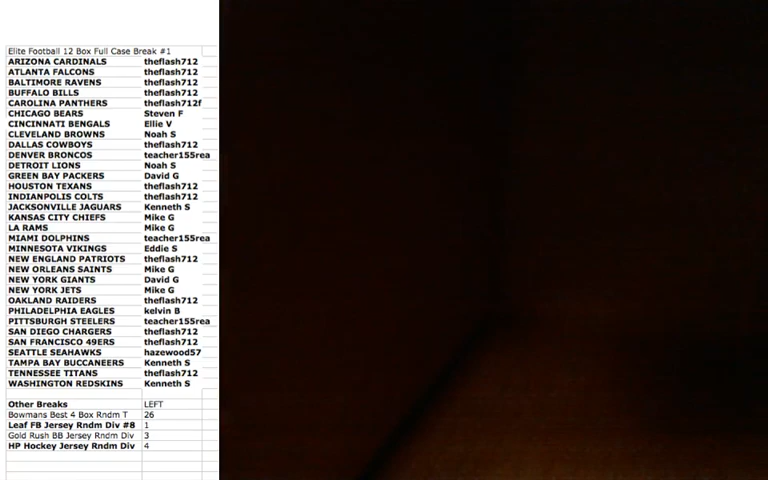 Elite Football 12 Box Full Case Break #1
ARIZONA CARDINALS theflash712
ATLANTA FALCONS theflash712
BALTIMORE RAVENS theflash712
BUFFALO BILLS theflash712
CAROLINA PANTHERS theflash712f
CHICAGO BEARS Steven F
CINCINNATI BENGALS Ellie V
CLEVELAND BROWNS Noah S
DALLAS COWBOYS theflash712
DENVER BRONCOS teacher155rea
DETROIT LIONS Noah S
GREEN BAY PACKERS David G
HOUSTON TEXANS theflash712
INDIANPOLIS COLTS theflash712
JACKSONVILLE JAGUARS Kenneth S
KANSAS CITY CHIEFS Mike G
LA RAMS Mike G
MIAMI DOLPHINS teacher155rea
MINNESOTA VIKINGS Eddie S
NEW ENGLAND PATRIOTS theflash712
NEW ORLEANS SAINTS Mike G
NEW YORK GIANTS David G
NEW YORK JETS Mike G
OAKLAND RAIDERS theflash712
PHILADELPHIA EAGLES kelvin B
PITTSBURGH STEELERS teacher155rea
SAN DIEGO CHARGERS theflash712
SAN FRANCISCO 49ERS theflash712
SEATTLE SEAHAWKS hazewood57
TAMPA BAY BUCCANEERS Kenneth S
TENNESSEE TITANS theflash712
WASHINGTON REDSKINS Kenneth S
Other Breaks LEFT
Bowmans Best 4 Box Rndm T 26
Leaf FB Jersey Rndm Div #8 1
Gold Rush BB Jersey Rndm Div 3
HP Hockey Jersey Rndm Div 4